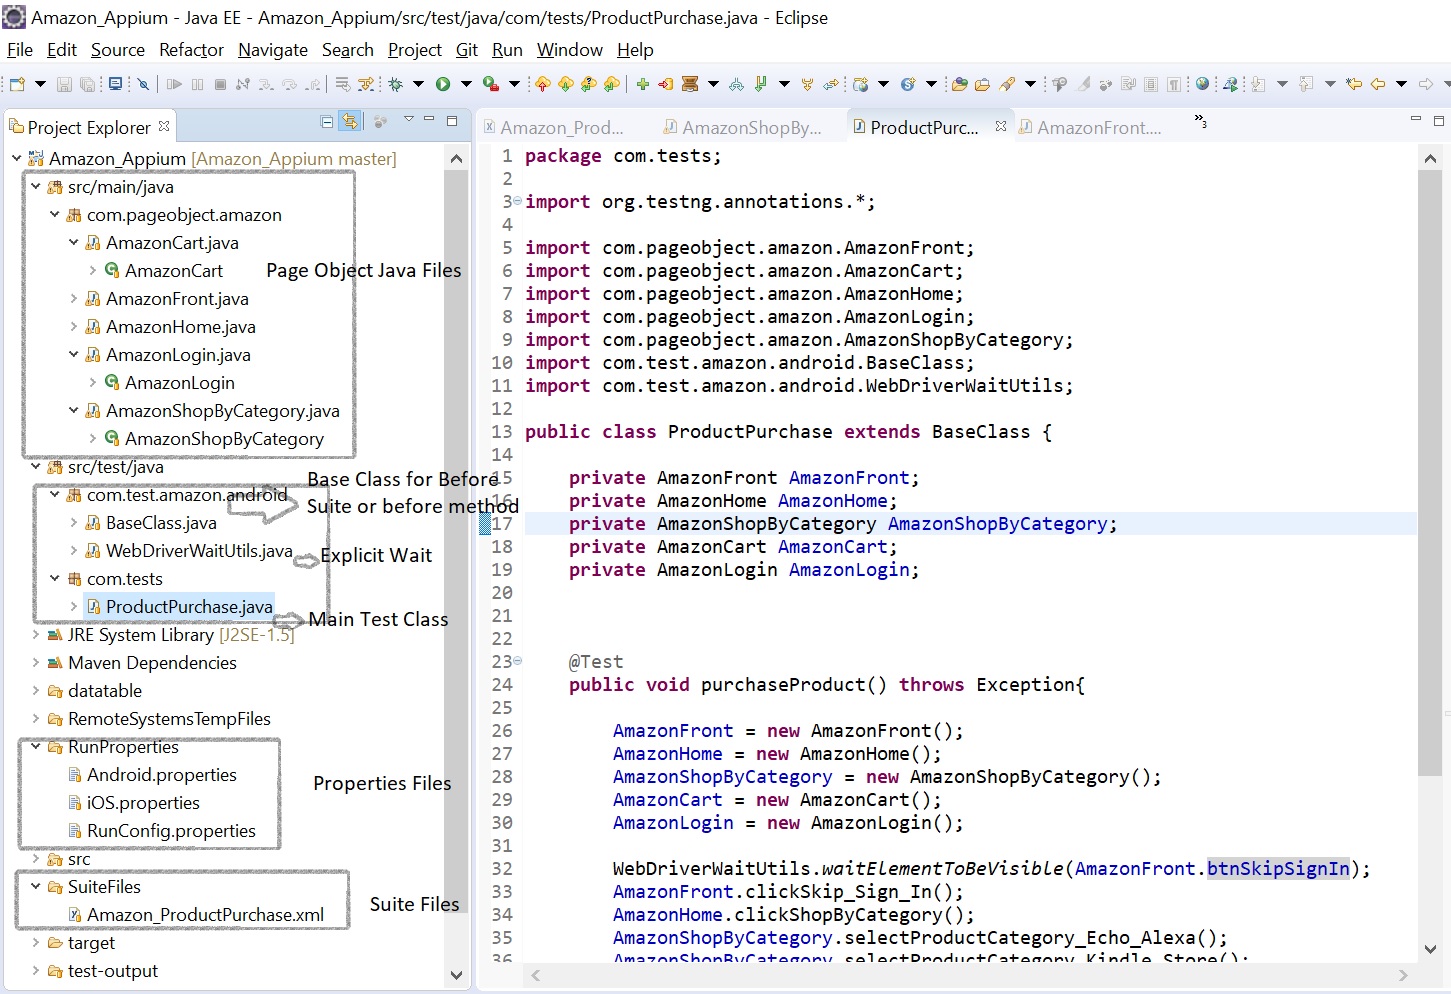 Amazon_Appium - Java EE - Amazon_Appium/src/test/java/com/tests/ProductPurchase.java - Eclipse
File Edit Source Refactor Navigate Search Project Git Run Window Help
Project Explorer
Amazon_Appium [Amazon_Appium master]
src/main/java
com.pageobject.amazon
AmazonCart.java
AmazonCart
Page Object Java Files
AmazonFront.java
AmazonHome.java
AmazonLogin.java
AmazonLogin
AmazonShopByCategory.java
AmazonShopByCategory
src/test/java
Base Class for Before
Suite or before method
com.test.amazon.android
BaseClass.java
WebDriverWaitUtils.java
Explicit Wait
com.tests
ProductPurchase.java
Main Test Class
JRE System Library [J2SE-1.5]
Maven Dependencies
datatable
RemoteSystemsTempFiles
RunProperties
Android.properties
Properties Files
iOS.properties
RunConfig.properties
src
SuiteFiles
Suite Files
Amazon_ProductPurchase.xml
target
test-output
Amazon_Prod... AmazonShopBy... ProductPurc... AmazonFront.... »3
1 package com.tests;
2
3 import org.testng.annotations.*;
4
5 import com.pageobject.amazon.AmazonFront;
6 import com.pageobject.amazon.AmazonCart;
7 import com.pageobject.amazon.AmazonHome;
8 import com.pageobject.amazon.AmazonLogin;
9 import com.pageobject.amazon.AmazonShopByCategory;
10 import com.test.amazon.android.BaseClass;
11 import com.test.amazon.android.WebDriverWaitUtils;
12
13 public class ProductPurchase extends BaseClass {
14
15 private AmazonFront AmazonFront;
16 private AmazonHome AmazonHome;
17 private AmazonShopByCategory AmazonShopByCategory;
18 private AmazonCart AmazonCart;
19 private AmazonLogin AmazonLogin;
20
21
22
23 @Test
24 public void purchaseProduct() throws Exception{
25
26 AmazonFront = new AmazonFront();
27 AmazonHome = new AmazonHome();
28 AmazonShopByCategory = new AmazonShopByCategory();
29 AmazonCart = new AmazonCart();
30 AmazonLogin = new AmazonLogin();
31
32 WebDriverWaitUtils.waitElementToBeVisible(AmazonFront.btnSkipSignIn);
33 AmazonFront.clickSkip_Sign_In();
34 AmazonHome.clickShopByCategory();
35 AmazonShopByCategory.selectProductCategory_Echo_Alexa();
36 AmazonShopByCategory.selectProductCategory_Kindle_Store();